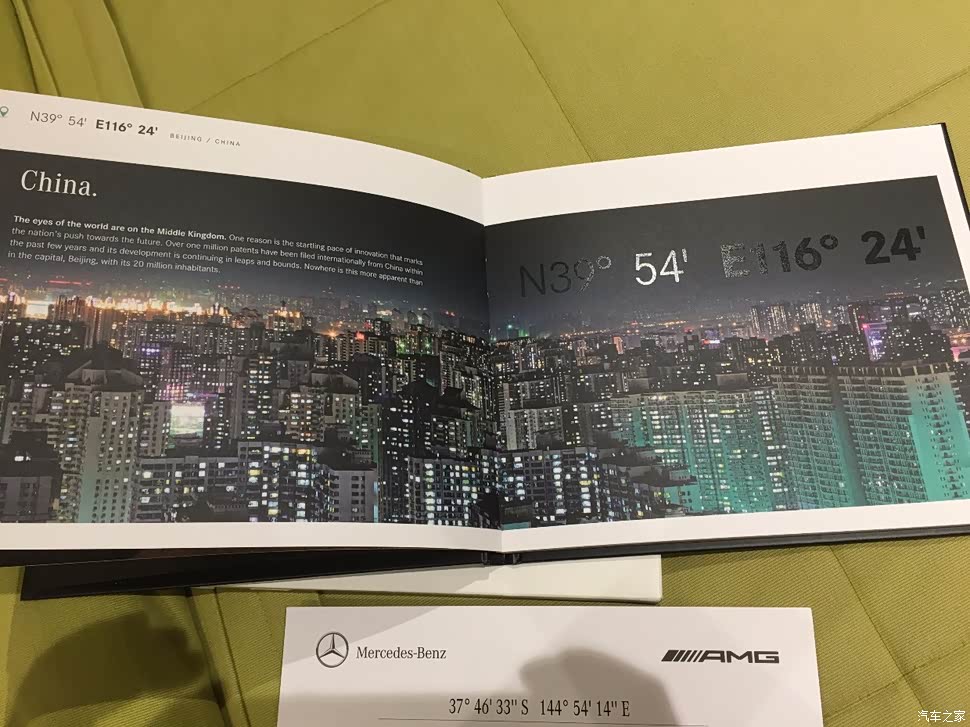 N39° 54' E116° 24' BEIJING / CHINA
China.
The eyes of the world are on the Middle Kingdom. One reason is the startling pace of innovation that marks
the nation's push towards the future. Over one million patents have been filed internationally from China within
the past few years and its development is continuing in leaps and bounds. Nowhere is this more apparent than
in the capital, Beijing, with its 20 million inhabitants.
N39° 54' E116° 24'
Mercedes-Benz
AMG
37° 46' 33" S 144° 54' 14" E
汽车之家